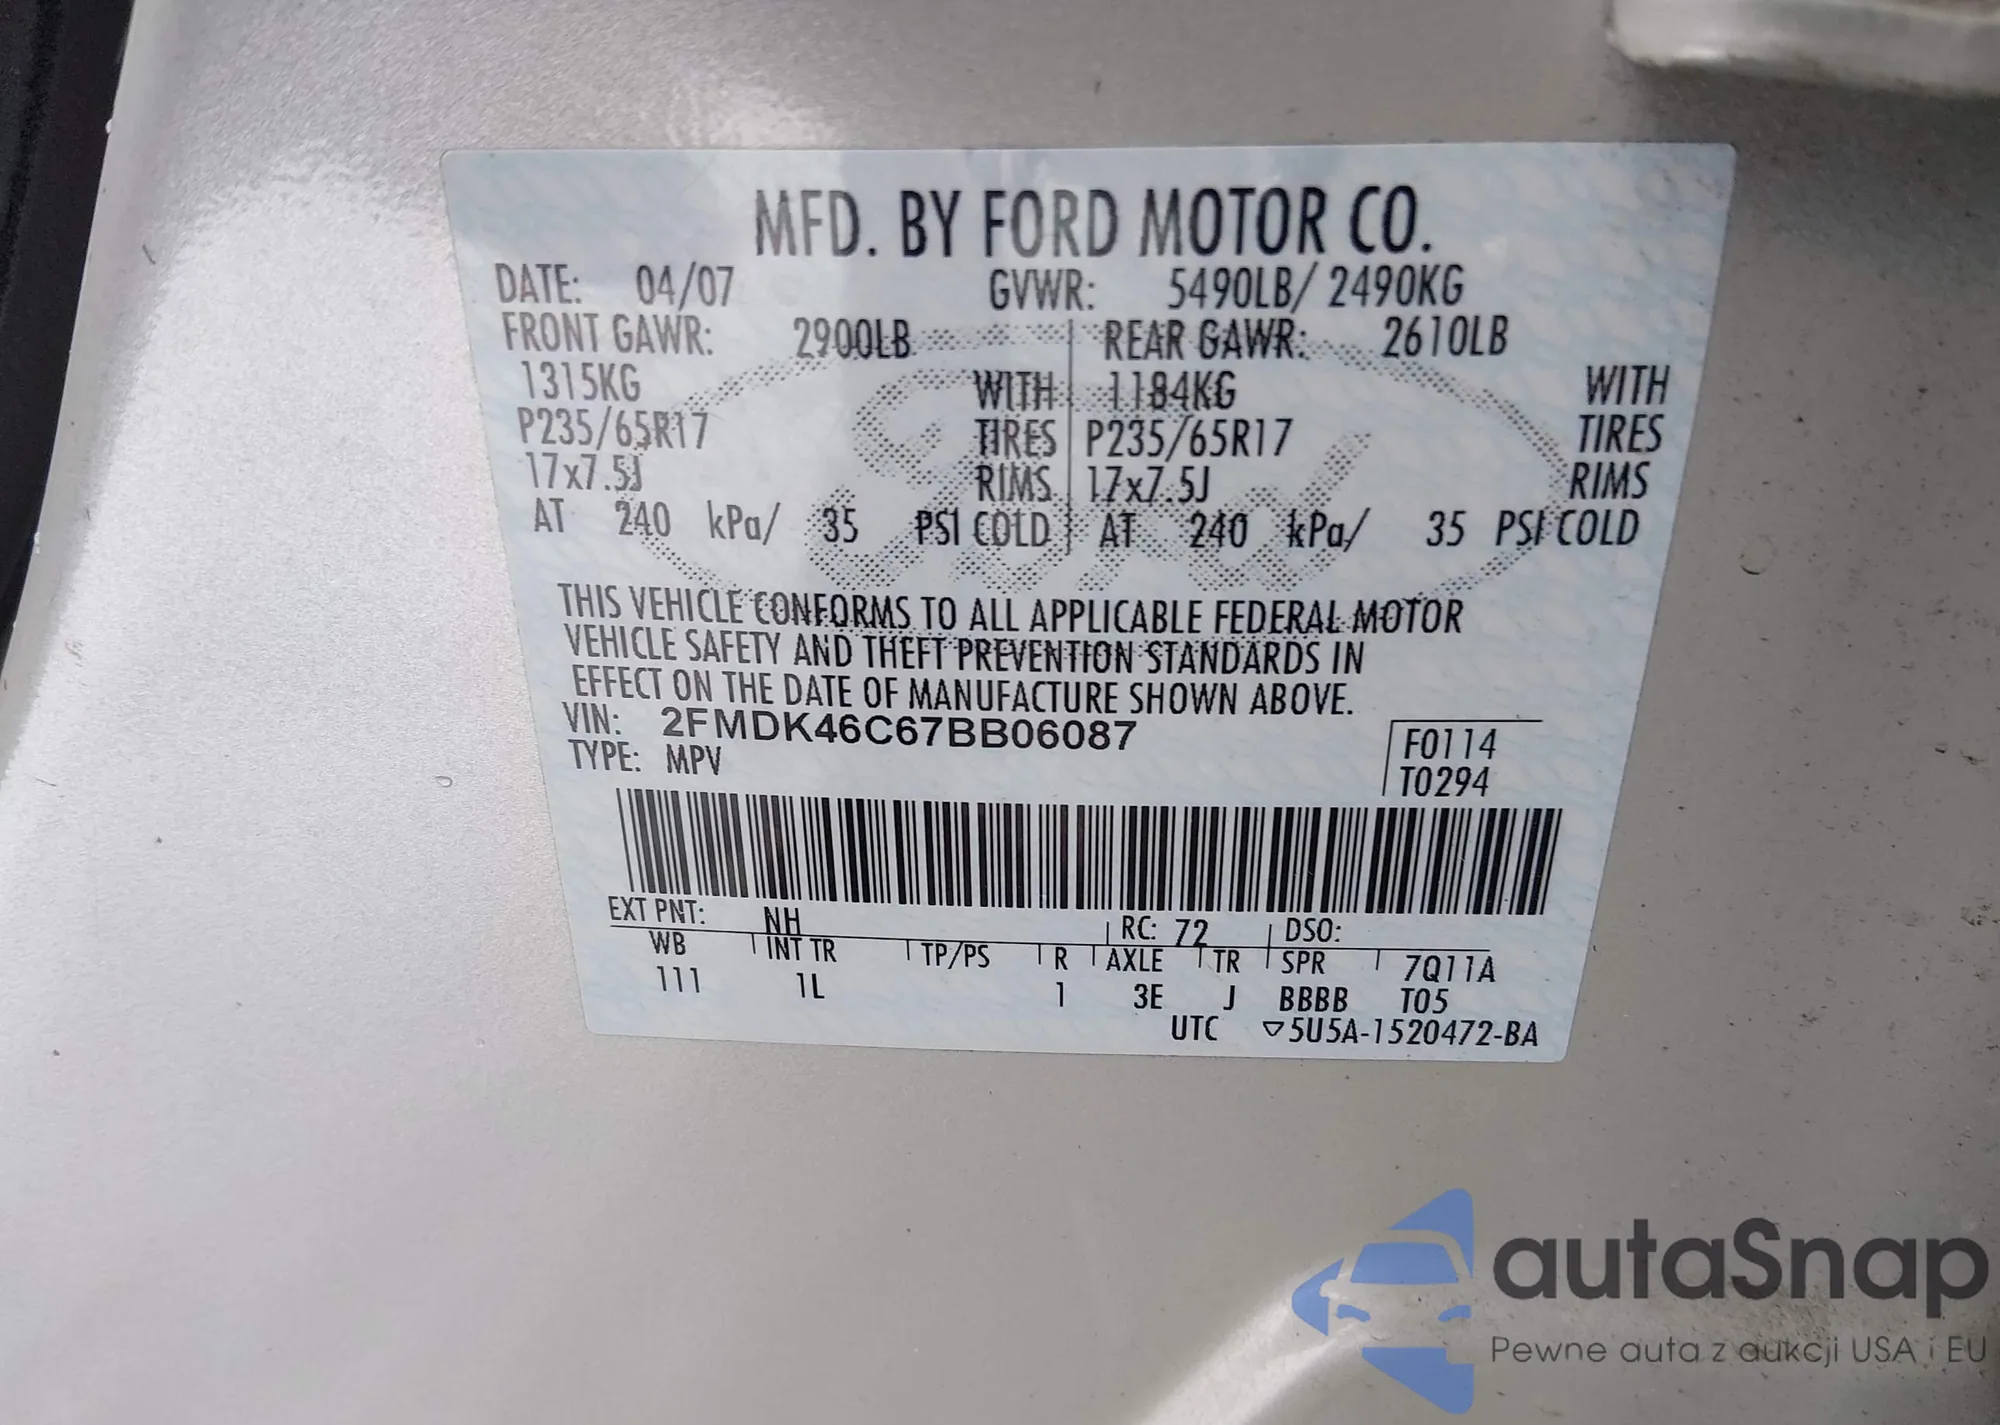 MFD. BY FORD MOTOR CO.
DATE: 04/07 GVWR: 5490LB/ 2490KG
FRONT GAWR: 2900LB REAR GAWR: 2610LB
1315KG WITH 1184KG WITH
P235/65R17 TIRES P235/65R17 TIRES
17x7.5J RIMS 17x7.5J RIMS
AT 240 kPa/ 35 PSI COLD AT 240 kPa/ 35 PSI COLD
THIS VEHICLE CONFORMS TO ALL APPLICABLE FEDERAL MOTOR
VEHICLE SAFETY AND THEFT PREVENTION STANDARDS IN
EFFECT ON THE DATE OF MANUFACTURE SHOWN ABOVE.
VIN: 2FMDK46C67BB06087
TYPE: MPV
F0114
T0294
EXT PNT: NH RC: 72 DSO:
WB INT TR TP/PS R AXLE TR SPR 7Q11A
111 1L 1 3E J BBBB T05
UTC ▽5U5A-1520472-BA
Ford
autaSnap
Pewne auta z aukcji USA i EU